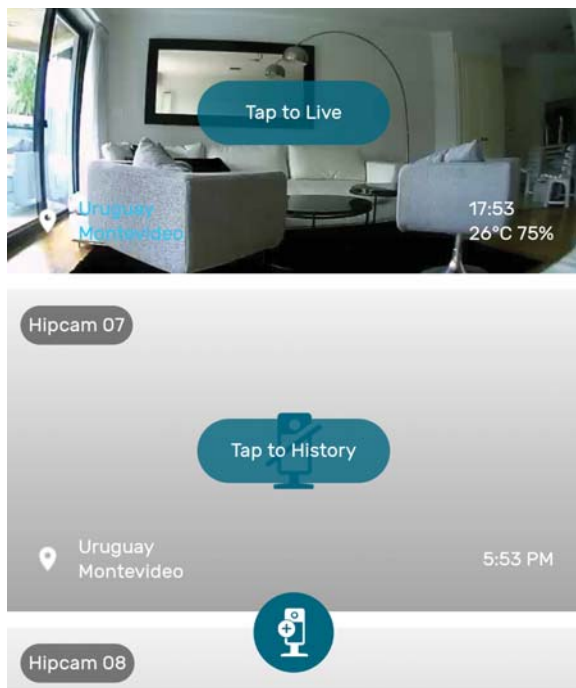 Tap to Live
Uruguay
Montevideo
17:53
26°C 75%
Hipcam 07
Tap to History
Uruguay
Montevideo
5:53 PM
Hipcam 08